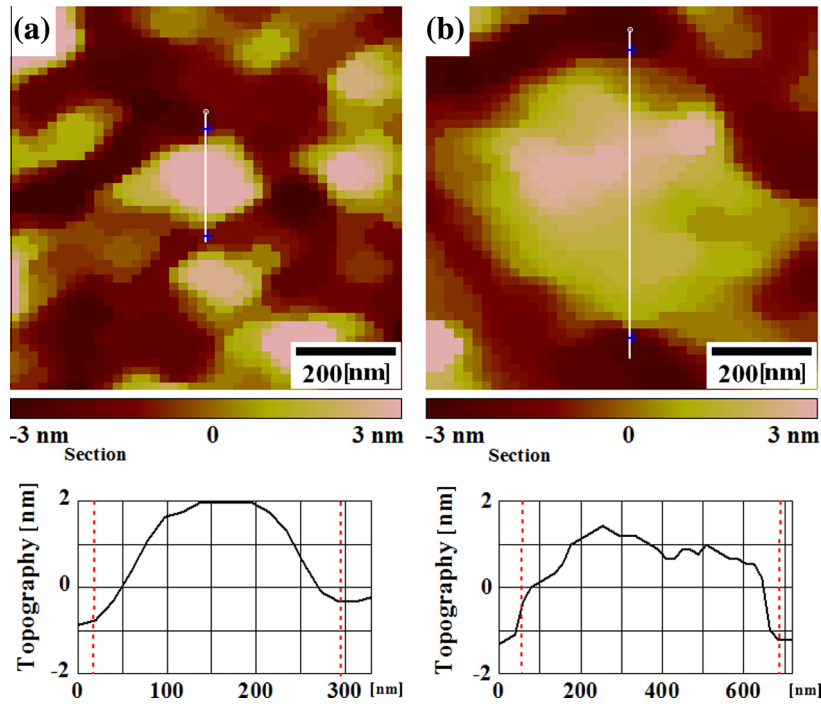 (a)
200[nm]
-3 nm 0 3 nm
Section
Topography [nm]
2
0
-2
0 100 200 300 [nm]
(b)
200[nm]
-3 nm 0 3 nm
Section
Topography [nm]
2
0
-2
0 200 400 600 [nm]